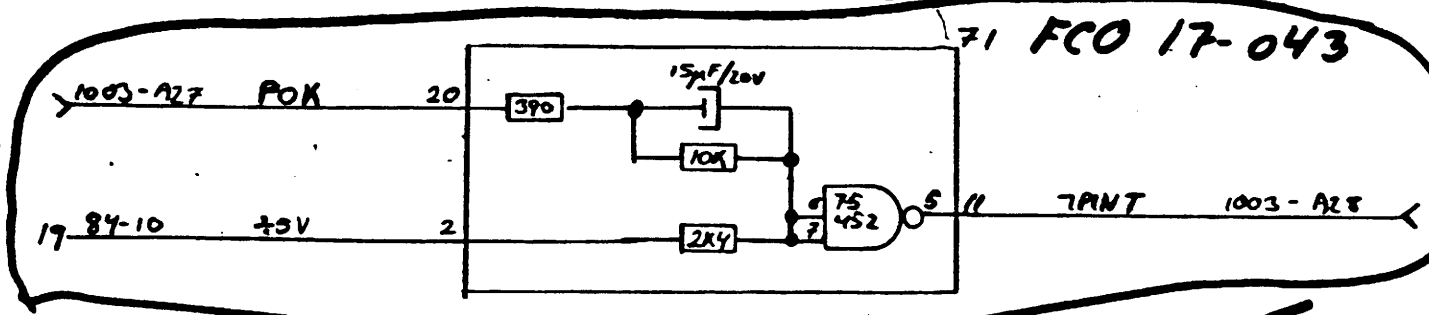 71 FCO 17-043
15µF/20V
1003-A27 POK 20 390
10K
6 75 5 11 ¬PINT 1003-A28
7 452
19 84-10 +5V 2 2K4